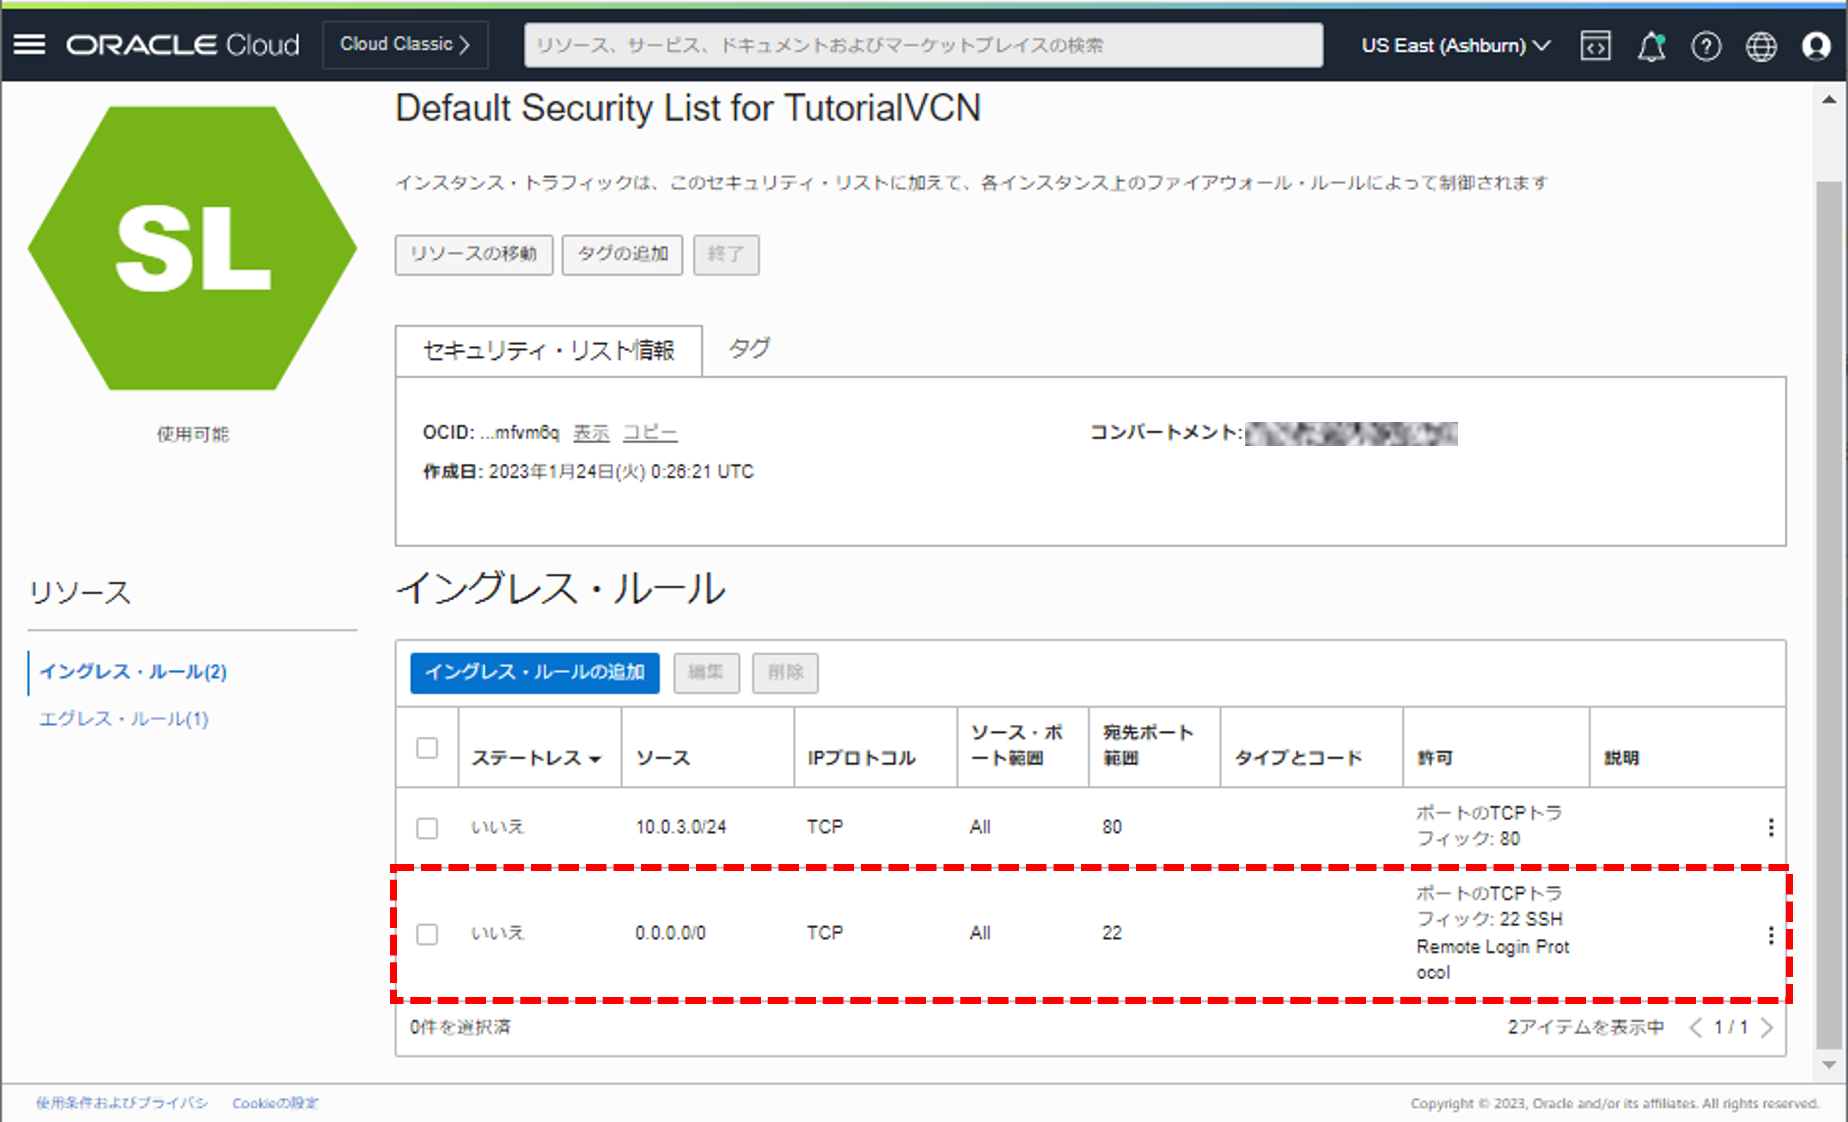 ORACLE Cloud
Cloud Classic
リソース、サービス、ドキュメントおよびマーケットプレイスの検索
US East (Ashburn)
SL
使用可能
Default Security List for TutorialVCN
インスタンス・トラフィックは、このセキュリティ・リストに加えて、各インスタンス上のファイアウォール・ルールによって制御されます
リソースの移動
タグの追加
終了
セキュリティ・リスト情報
タグ
OCID: ...mfvm6q 表示 コピー
コンパートメント:
作成日: 2023年1月24日(火) 0:26:21 UTC
リソース
イングレス・ルール(2)
エグレス・ルール(1)
イングレス・ルール
イングレス・ルールの追加
編集
削除
ステートレス
ソース
IPプロトコル
ソース・ポ
ート範囲
宛先ポート
範囲
タイプとコード
許可
説明
いいえ
10.0.3.0/24
TCP
All
80
ポートのTCPトラ
フィック: 80
いいえ
0.0.0.0/0
TCP
All
22
ポートのTCPトラ
フィック: 22 SSH
Remote Login Prot
ocol
0件を選択済
2アイテムを表示中
1 / 1
使用条件およびプライバシ
Cookieの設定
Copyright © 2023, Oracle and/or its affiliates. All rights reserved.